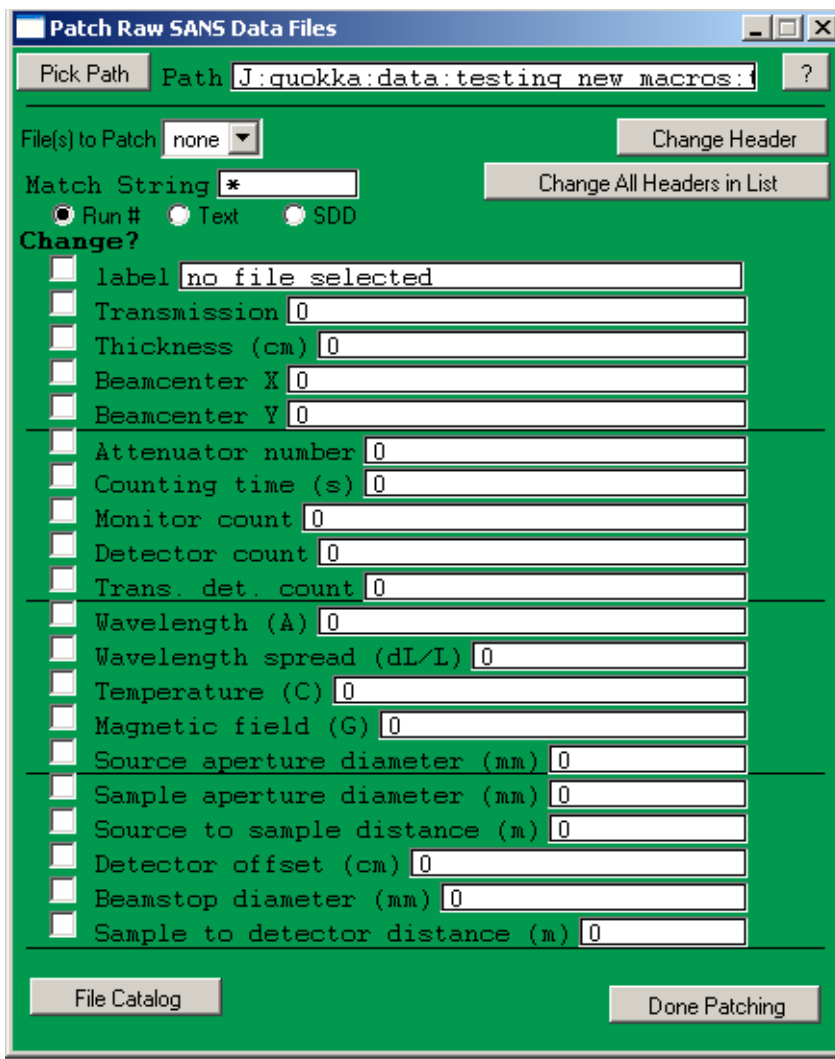 Patch Raw SANS Data Files
Pick Path Path J:quokka:data:testing new macros: ?
File(s) to Patch none Change Header
Match String * Change All Headers in List
Run # Text SDD
Change?
label no file selected
Transmission 0
Thickness (cm) 0
Beamcenter X 0
Beamcenter Y 0
Attenuator number 0
Counting time (s) 0
Monitor count 0
Detector count 0
Trans. det. count 0
Wavelength (A) 0
Wavelength spread (dL/L) 0
Temperature (C) 0
Magnetic field (G) 0
Source aperture diameter (mm) 0
Sample aperture diameter (mm) 0
Source to sample distance (m) 0
Detector offset (cm) 0
Beamstop diameter (mm) 0
Sample to detector distance (m) 0
File Catalog Done Patching